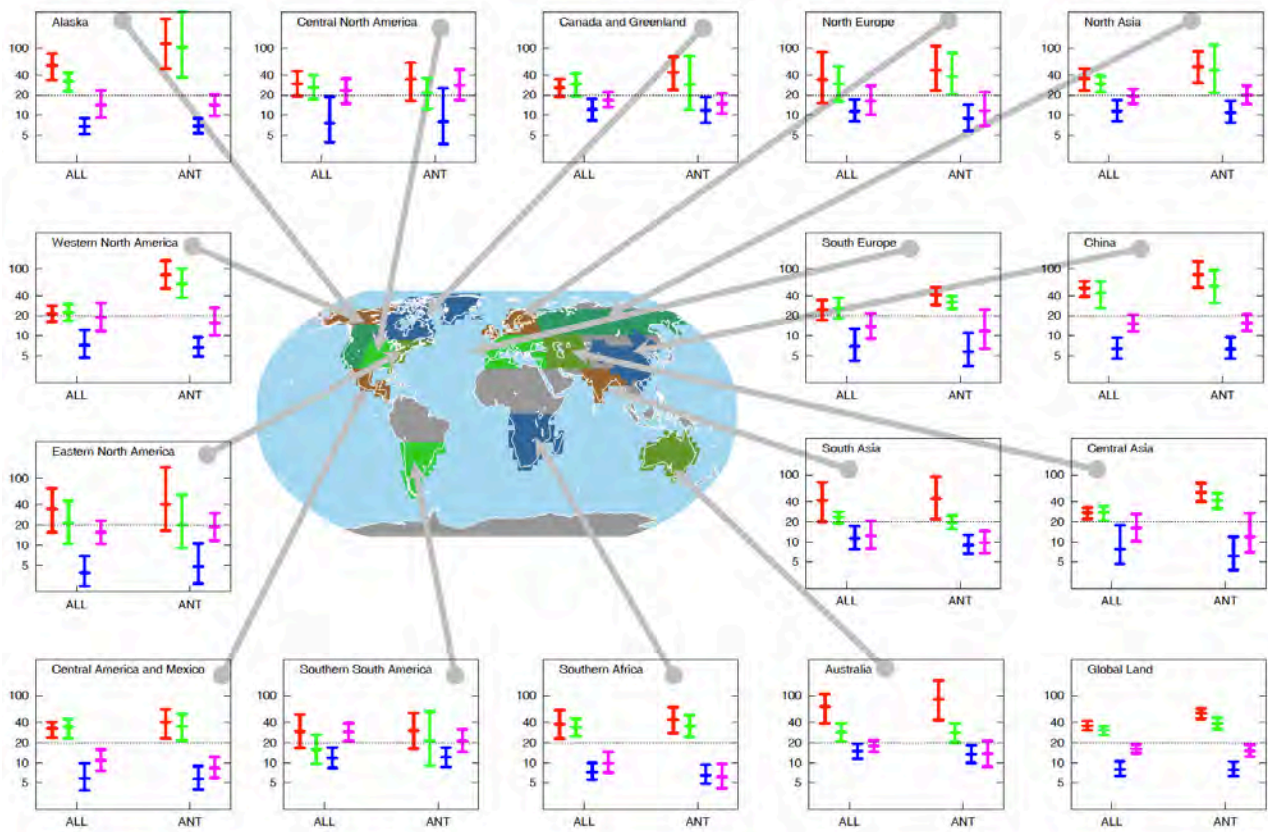 Alaska
100
40
20
10
5
ALL ANT
Central North America
100
40
20
10
5
ALL ANT
Canada and Greenland
100
40
20
10
5
ALL ANT
North Europe
100
40
20
10
5
ALL ANT
North Asia
100
40
20
10
5
ALL ANT
Western North America
100
40
20
10
5
ALL ANT
South Europe
100
40
20
10
5
ALL ANT
China
100
40
20
10
5
ALL ANT
Eastern North America
100
40
20
10
5
ALL ANT
South Asia
100
40
20
10
5
ALL ANT
Central Asia
100
40
20
10
5
ALL ANT
Central America and Mexico
100
40
20
10
5
ALL ANT
Southern South America
100
40
20
10
5
ALL ANT
Southern Africa
100
40
20
10
5
ALL ANT
Australia
100
40
20
10
5
ALL ANT
Global Land
100
40
20
10
5
ALL ANT